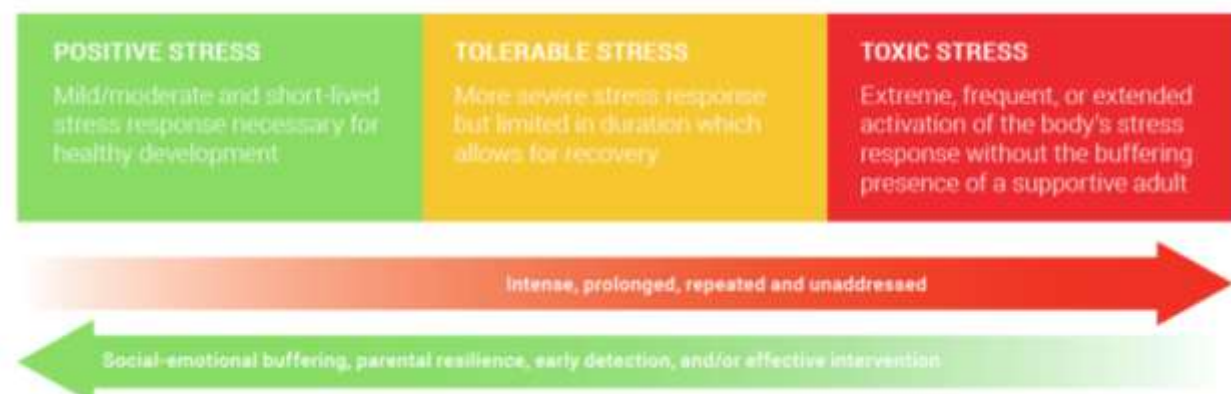 POSITIVE STRESS
Mild/moderate and short-lived
stress response necessary for
healthy development
TOLERABLE STRESS
More severe stress response
but limited in duration which
allows for recovery
TOXIC STRESS
Extreme, frequent, or extended
activation of the body's stress
response without the buffering
presence of a supportive adult
Intense, prolonged, repeated and unaddressed
Social-emotional buffering, parental resilience, early detection, and/or effective intervention